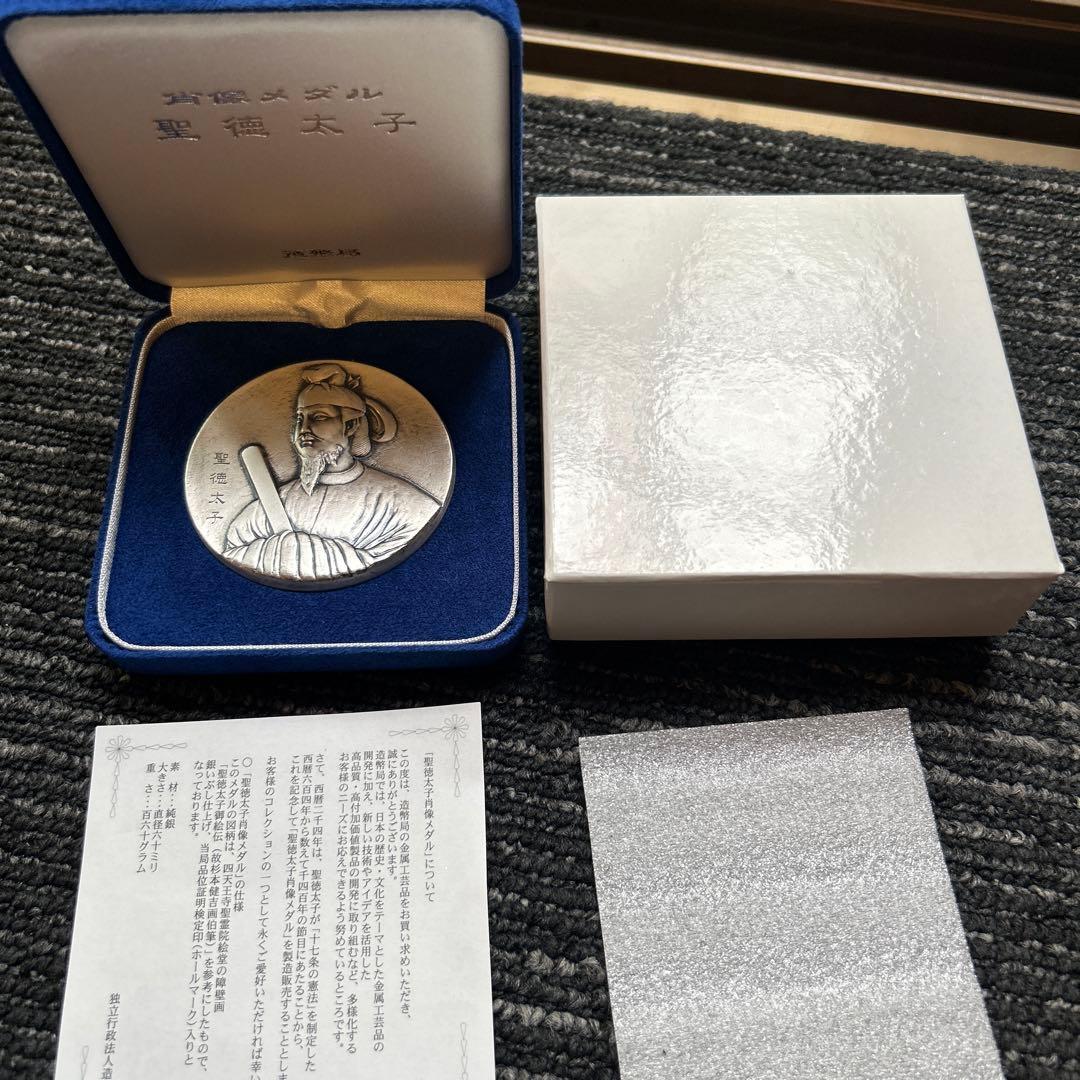 肖像メダル
聖徳太子
造幣局
聖徳太子
「聖徳太子肖像メダル」について
この度は、造幣局の金属工芸品をお買い求めいただき、
誠にありがとうございます。
造幣局では、日本の歴史・文化をテーマとした金属工芸品の
開発に加え、新しい技術やアイデアを活用した
高品質・高付加価値製品の開発に取り組むなど、多様化する
お客様のニーズにお応えできるよう努めているところです。
さて、西暦二千四年は、聖徳太子が「十七条の憲法」を制定した
西暦六百四年から数えて千四百年の節目にあたることから、
これを記念して「聖徳太子肖像メダル」を製造販売することとしま
お客様のコレクションの一つとして永くご愛好いただければ幸い
〇「聖徳太子肖像メダル」の仕様
このメダルの図柄は、四天王寺聖霊院絵堂の障壁画
「聖徳太子御絵伝（故杉本健吉画伯筆）」を参考にしたもので、
銀いぶし仕上げ、当局品位証明検定印（ホールマーク）入りと
なっております。
素　材…純銀
大きさ…直径六十ミリ
重　さ…百六十グラム
独立行政法人造